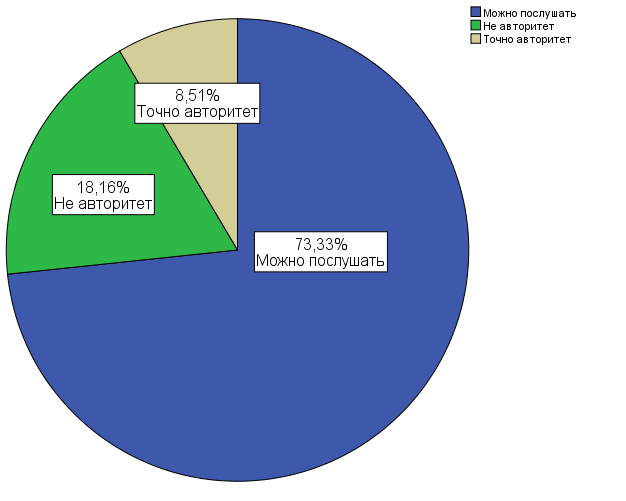 Можно послушать
Не авторитет
Точно авторитет
8,51%
Точно авторитет
18,16%
Не авторитет
73,33%
Можно послушать